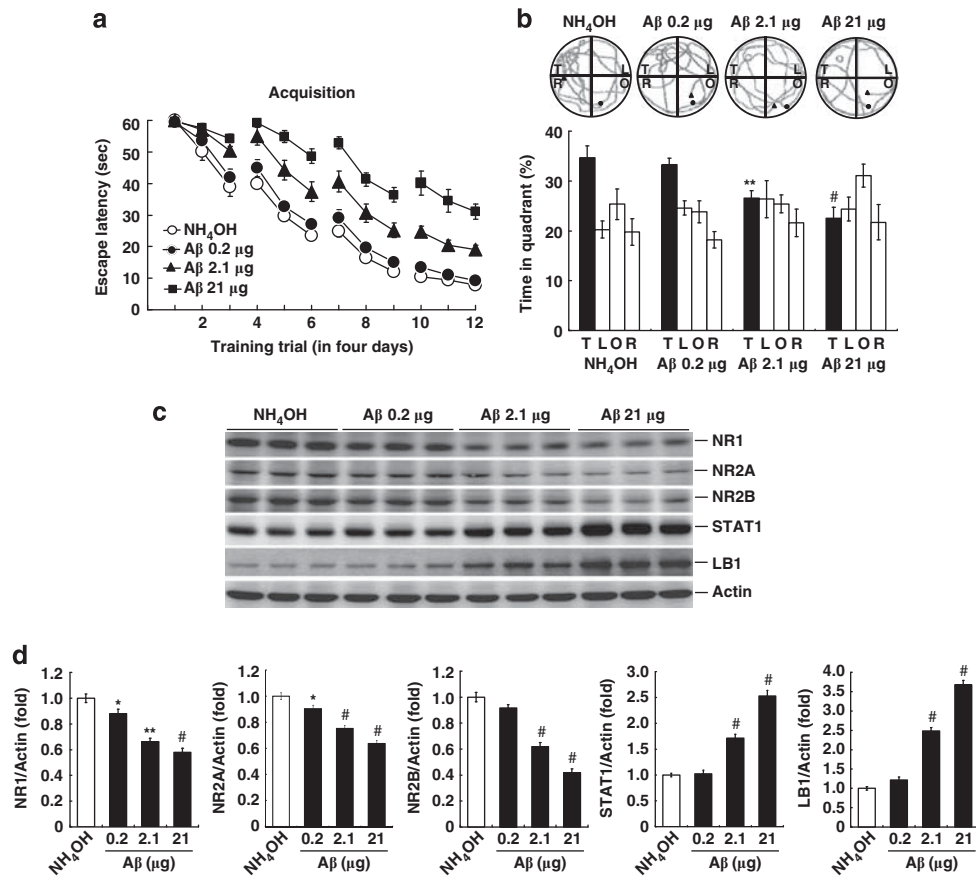 a
Acquisition
Escape latency (sec)
60
50
40
30
20
10
0
NH4OH
Aβ 0.2 μg
Aβ 2.1 μg
Aβ 21 μg
2 4 6 8 10 12
Training trial (in four days)
b
NH4OH Aβ 0.2 μg Aβ 2.1 μg Aβ 21 μg
T L T L T L T L
R O R O R O R O
Time in quadrant (%)
40
30
20
10
0
** #
T L O R T L O R T L O R T L O R
NH4OH Aβ 0.2 μg Aβ 2.1 μg Aβ 21 μg
c
NH4OH Aβ 0.2 μg Aβ 2.1 μg Aβ 21 μg
NR1
NR2A
NR2B
STAT1
LB1
Actin
d
NR1/Actin (fold)
1.2
1.0
0.8
0.6
0.4
0.2
0
* ** #
NH4OH 0.2 2.1 21
Aβ (μg)
NR2A/Actin (fold)
1.2
1.0
0.8
0.6
0.4
0.2
0
* # #
NH4OH 0.2 2.1 21
Aβ (μg)
NR2B/Actin (fold)
1.2
1.0
0.8
0.6
0.4
0.2
0
# #
NH4OH 0.2 2.1 21
Aβ (μg)
STAT1/Actin (fold)
3.0
2.5
2.0
1.5
1.0
0.5
0
# #
NH4OH 0.2 2.1 21
Aβ (μg)
LB1/Actin (fold)
4.0
3.5
3.0
2.5
2.0
1.5
1.0
0.5
0
# #
NH4OH 0.2 2.1 21
Aβ (μg)